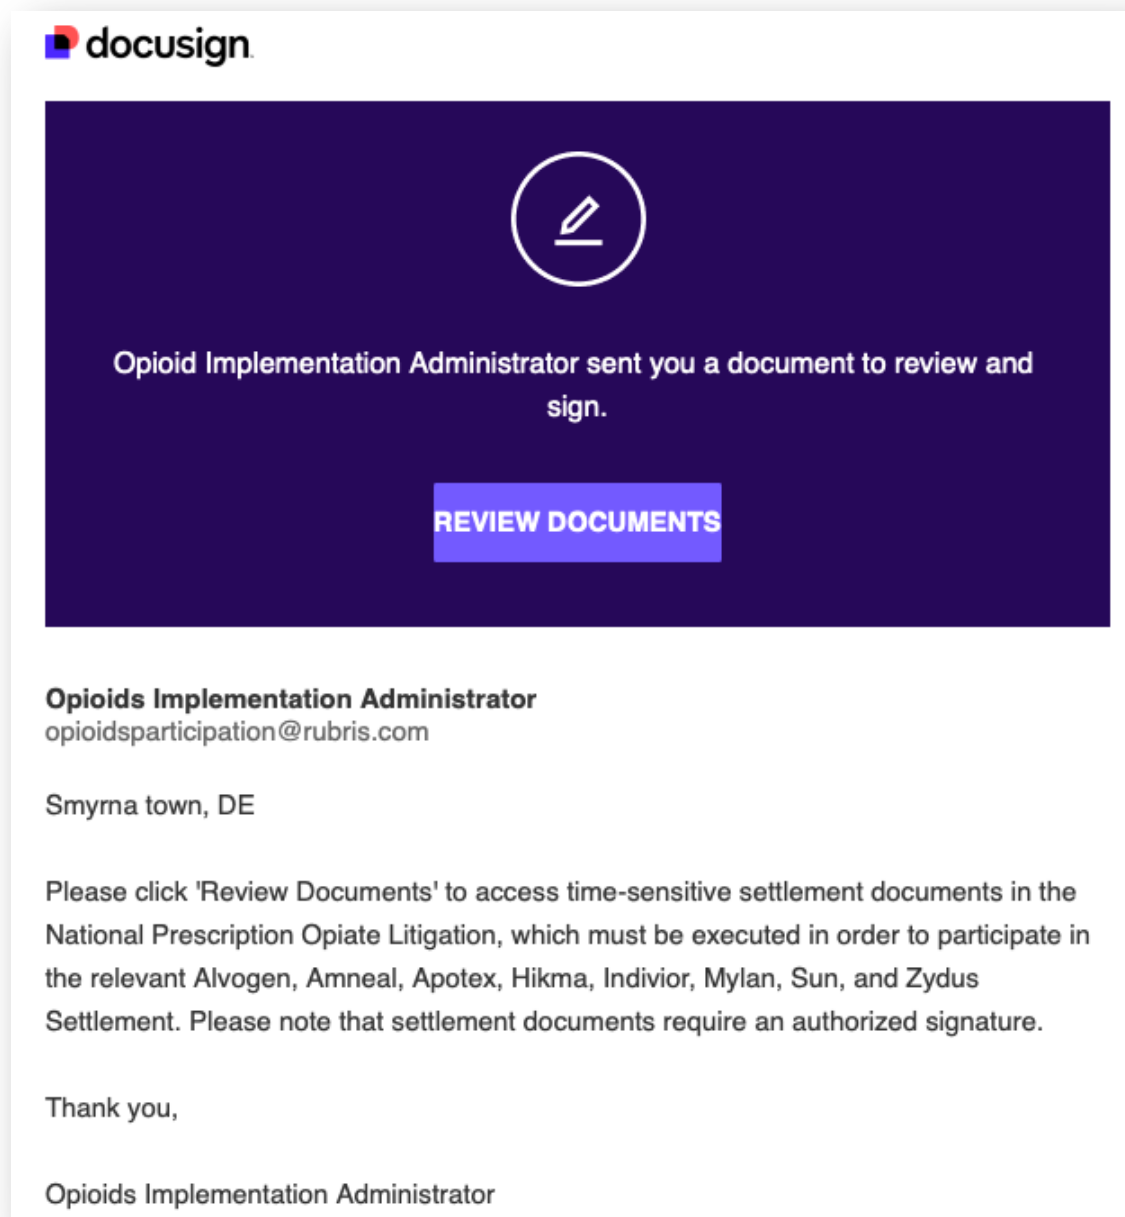 docusign
Opioid Implementation Administrator sent you a document to review and
sign.
REVIEW DOCUMENTS
Opioids Implementation Administrator
opioidsparticipation@rubris.com
Smyrna town, DE
Please click 'Review Documents' to access time-sensitive settlement documents in the
National Prescription Opiate Litigation, which must be executed in order to participate in
the relevant Alvogen, Amneal, Apotex, Hikma, Indivior, Mylan, Sun, and Zydus
Settlement. Please note that settlement documents require an authorized signature.
Thank you,
Opioids Implementation Administrator